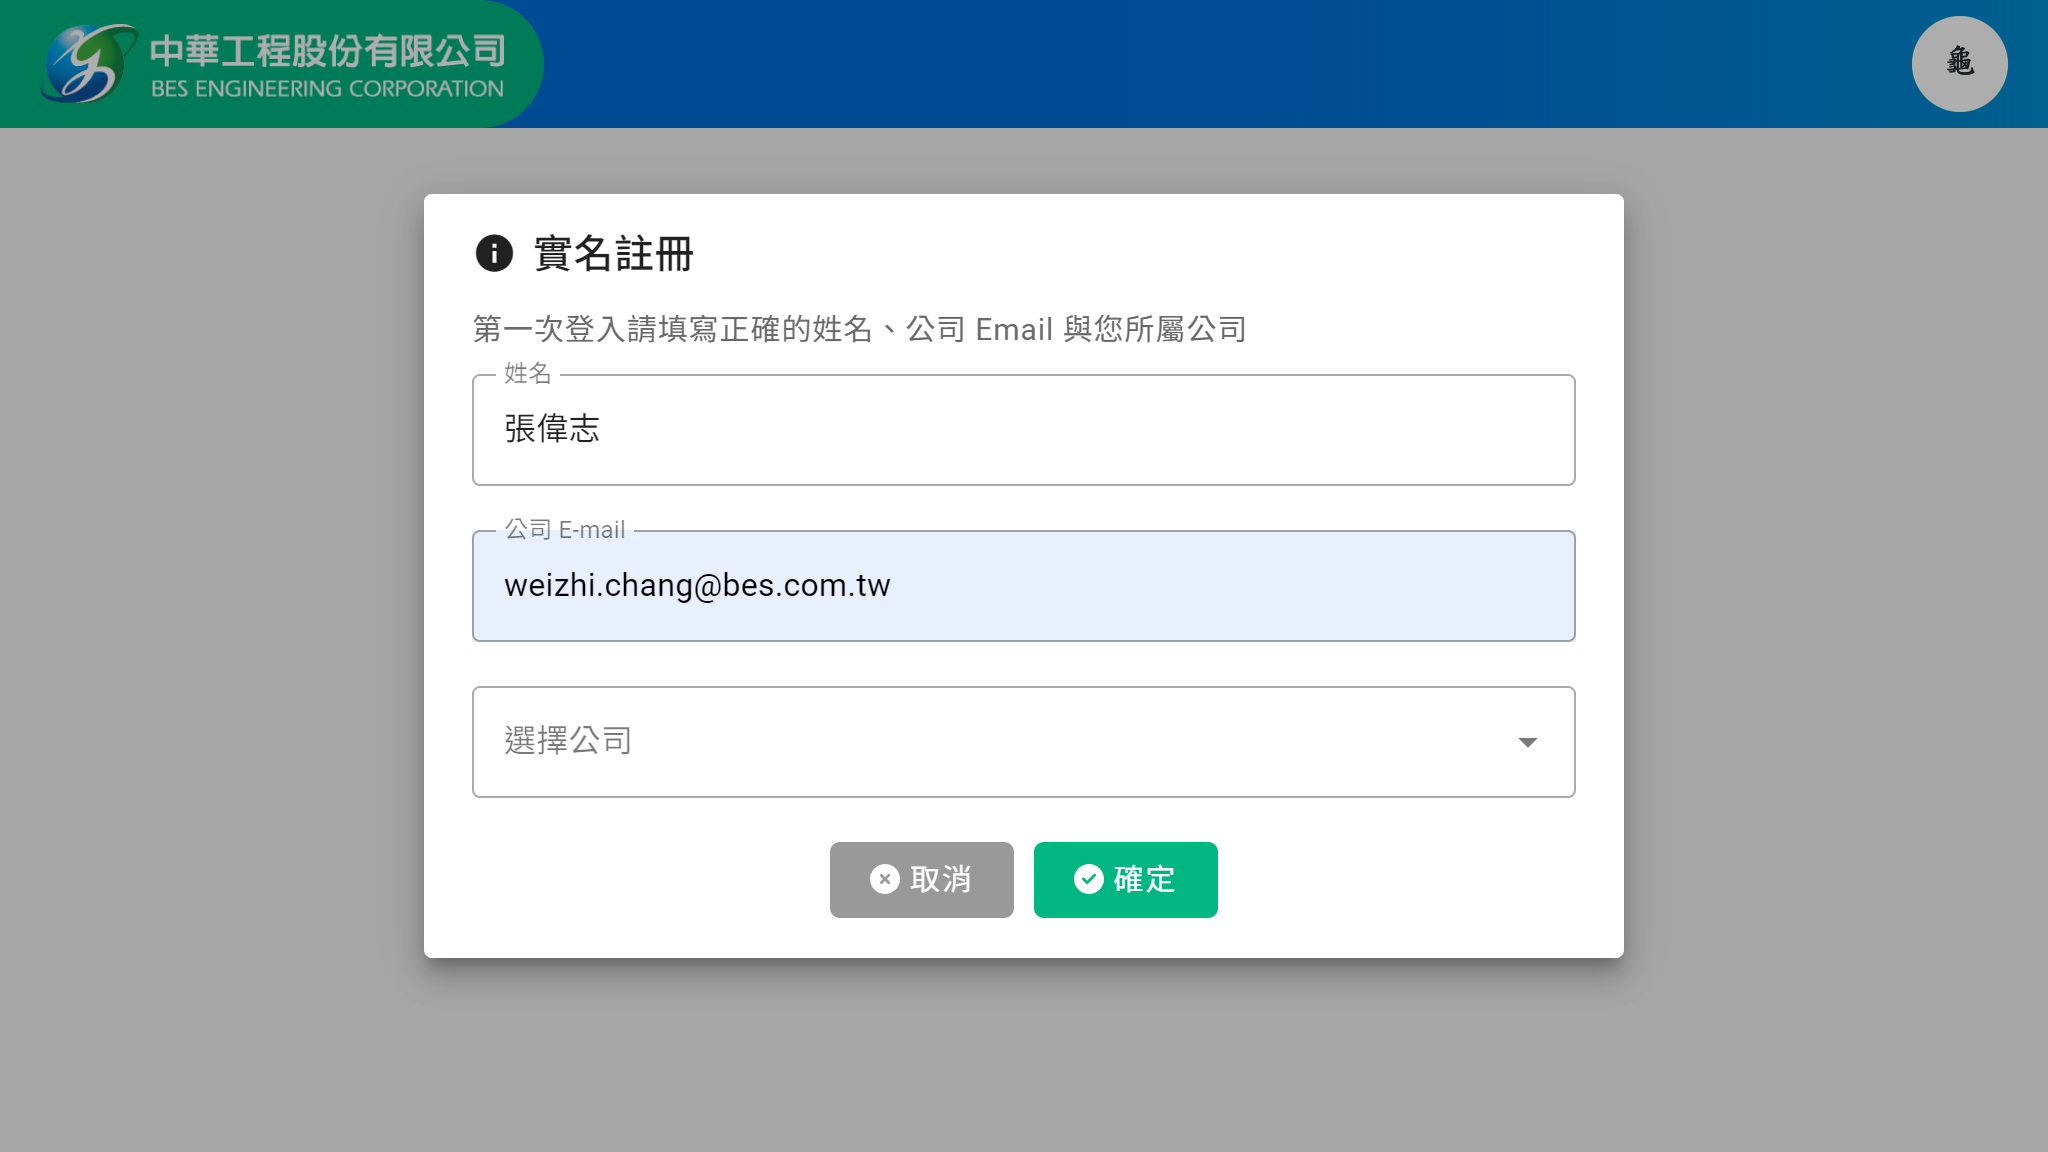 中華工程股份有限公司
BES ENGINEERING CORPORATION
龜
實名註冊
第一次登入請填寫正確的姓名、公司 Email 與您所屬公司
姓名
張偉志
公司 E-mail
weizhi.chang@bes.com.tw
選擇公司
取消
確定